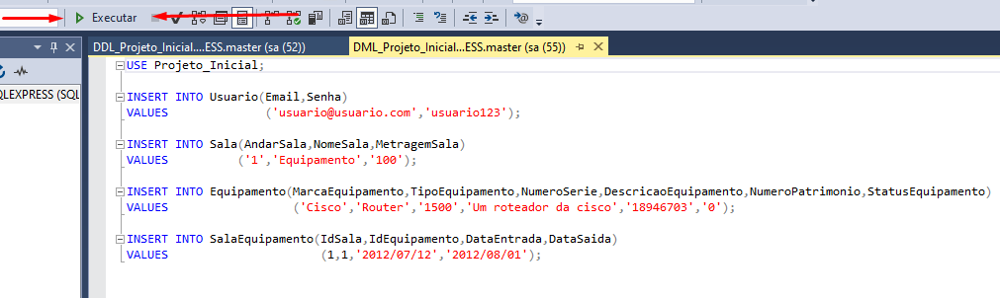 Executar
DDL_Projeto_Inicial....ESS.master (sa (52))
DML_Projeto_Inicial...ESS.master (sa (55))
QLEXPRESS (SQL
USE Projeto_Inicial;
INSERT INTO Usuario(Email,Senha)
VALUES ('usuario@usuario.com','usuario123');
INSERT INTO Sala(AndarSala,NomeSala,MetragemSala)
VALUES ('1','Equipamento','100');
INSERT INTO Equipamento(MarcaEquipamento,TipoEquipamento,NumeroSerie,DescricaoEquipamento,NumeroPatrimonio,StatusEquipamento)
VALUES ('Cisco','Router','1500','Um roteador da cisco','18946703','0');
INSERT INTO SalaEquipamento(IdSala,IdEquipamento,DataEntrada,DataSaida)
VALUES (1,1,'2012/07/12','2012/08/01');